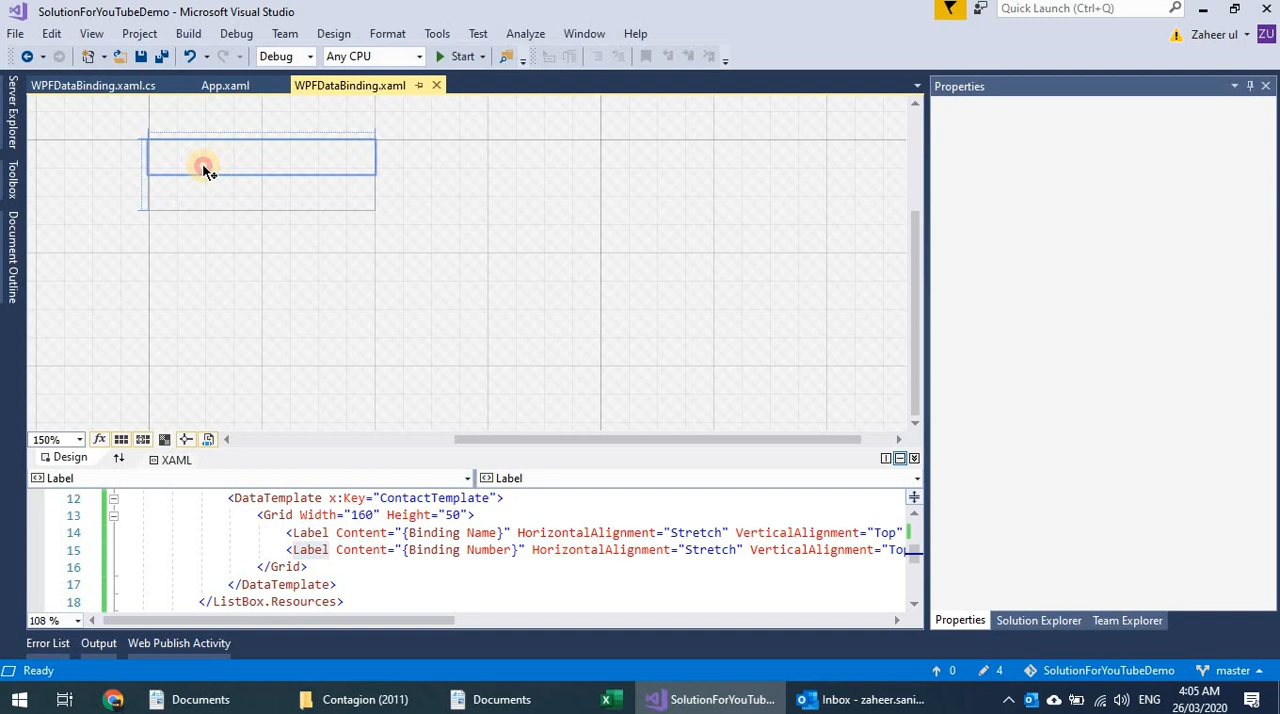 SolutionForYouTubeDemo - Microsoft Visual Studio
Quick Launch (Ctrl+Q)
File Edit View Project Build Debug Team Design Format Tools Test Analyze Window Help
Zaheer ul ZU
Debug Any CPU Start
WPFDataBinding.xaml.cs App.xaml WPFDataBinding.xaml
Properties
Server Explorer
Toolbox
Document Outline
150% fx
Design XAML
Label Label
12 <DataTemplate x:Key="ContactTemplate">
13 <Grid Width="160" Height="50">
14 <Label Content="{Binding Name}" HorizontalAlignment="Stretch" VerticalAlignment="Top"
15 <Label Content="{Binding Number}" HorizontalAlignment="Stretch" VerticalAlignment="To
16 </Grid>
17 </DataTemplate>
18 </ListBox.Resources>
108 %
Properties Solution Explorer Team Explorer
Error List Output Web Publish Activity
Ready 0 4 SolutionForYouTubeDemo master
Documents Contagion (2011) Documents SolutionForYouTub... Inbox - zaheer.sani... ENG
4:05 AM
26/03/2020